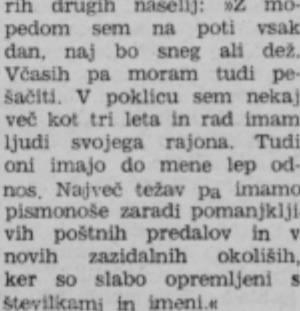 rih drugih naselij: »Z mo-
pedom sem na poti vsak
dan, naj bo sneg ali dež.
Včasih pa moram tudi pe-
šačiti. V poklicu sem nekaj
več kot tri leta in rad imam
ljudi svojega rajona. Tudi
oni imajo do mene lep od-
nos. Največ težav pa imamo
pismonoše zaradi pomanjklji
vih poštnih predalov in v
novih zazidalnih okoliših,
ker so slabo opremljeni s
številkami in imeni.«